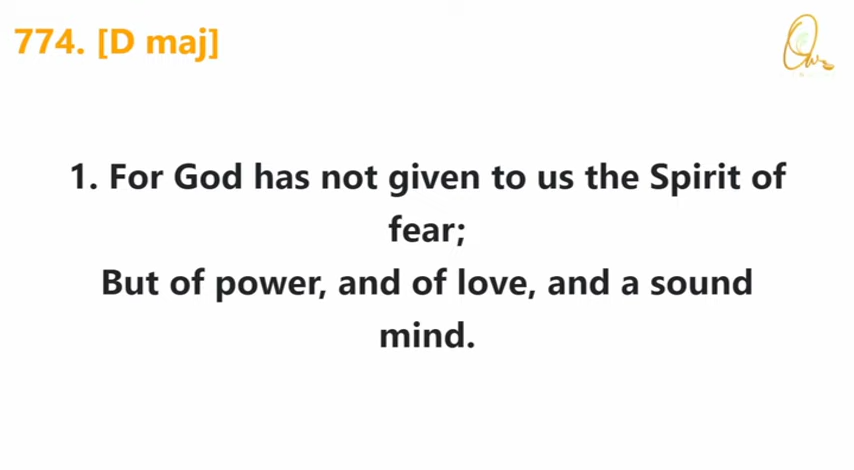 774. [D maj]
1. For God has not given to us the Spirit of
fear;
But of power, and of love, and a sound
mind.